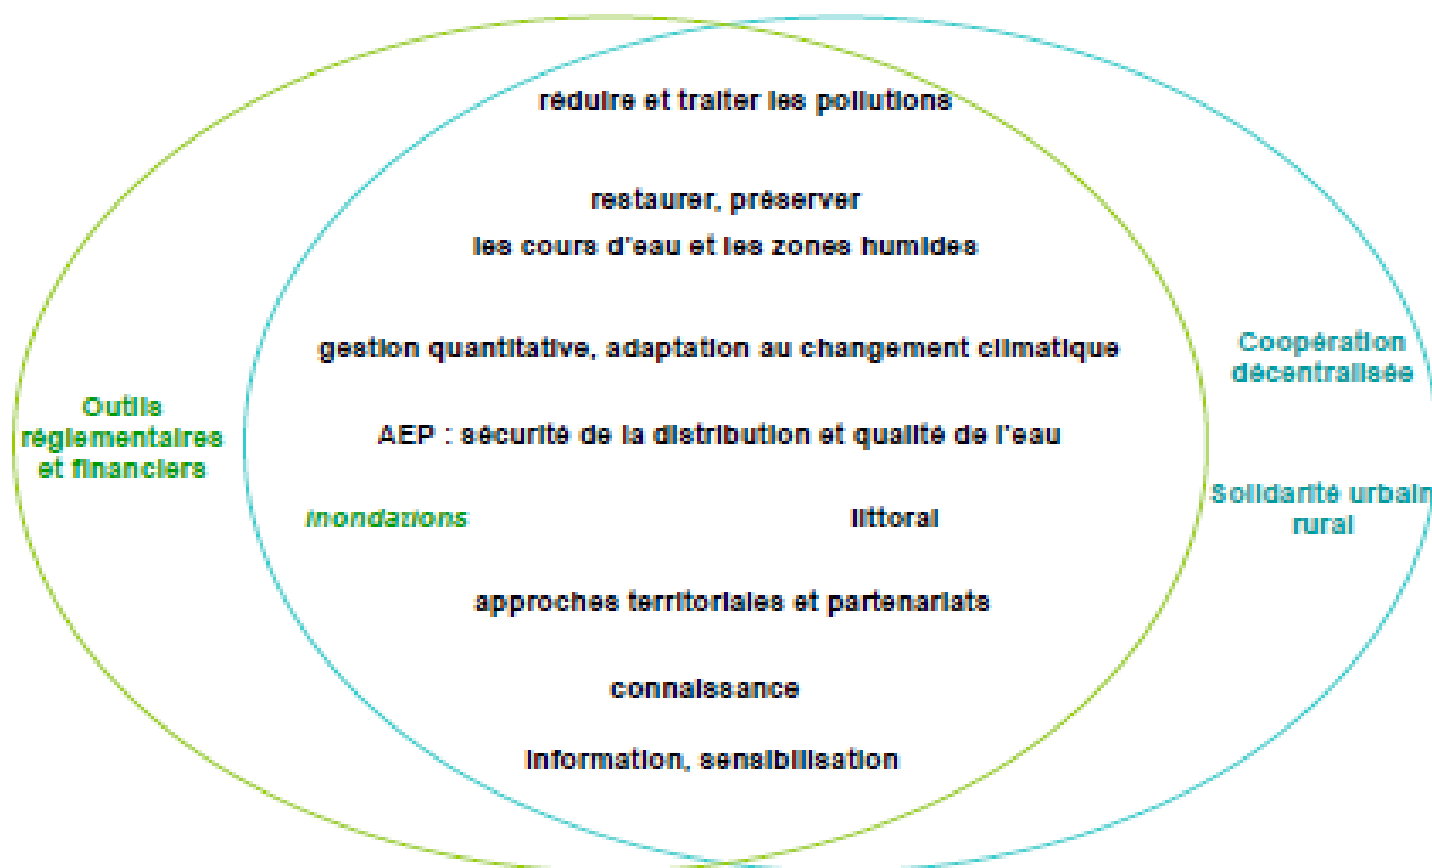 réduire et traiter les pollutions
restaurer, préserver
les cours d'eau et les zones humides
gestion quantitative, adaptation au changement climatique
Coopération
décentralisée
Outils
réglementaires
et financiers
AEP : sécurité de la distribution et qualité de l'eau
Solidarité urbain
rural
inondazions
littoral
approches territoriales et partenariats
connaissance
information, sensibilisation